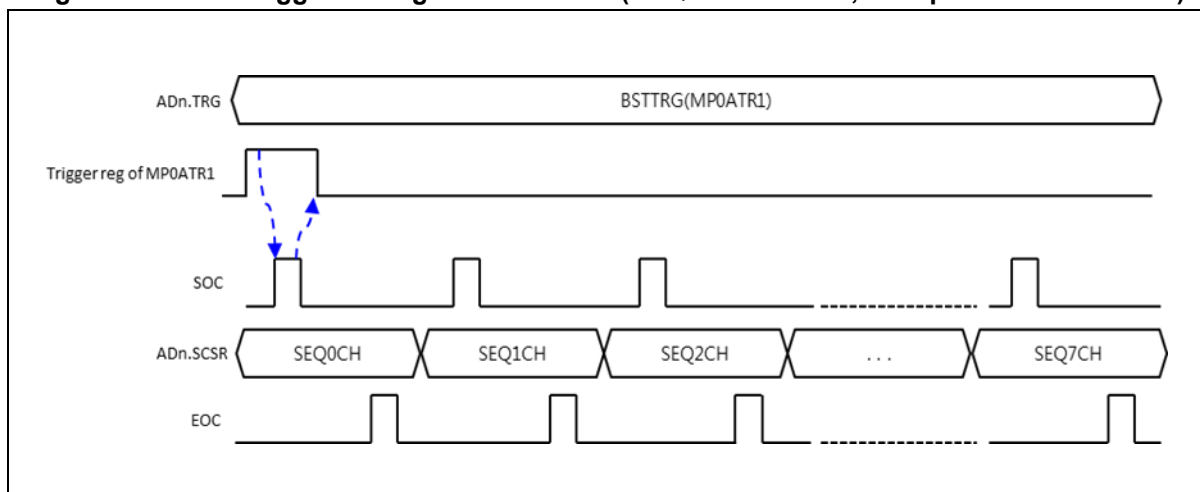 ADn.TRG
BSTTRG(MP0ATR1)
Trigger reg of MP0ATR1
SOC
ADn.SCSR
SEQ0CH
SEQ1CH
SEQ2CH
. . .
SEQ7CH
EOC